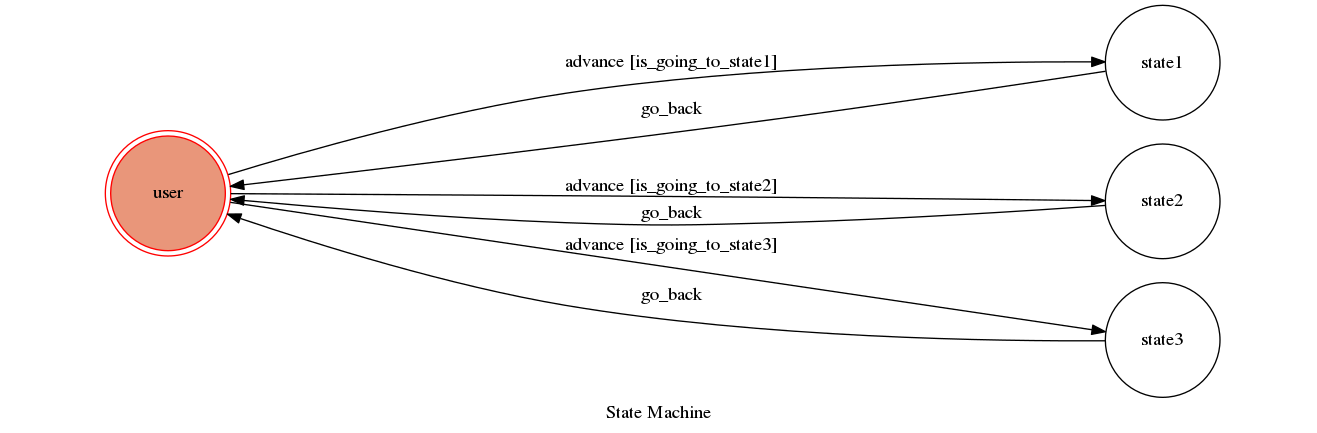 advance [is_going_to_state1]
state1
go_back
user
advance [is_going_to_state2]
state2
go_back
advance [is_going_to_state3]
go_back
state3
State Machine